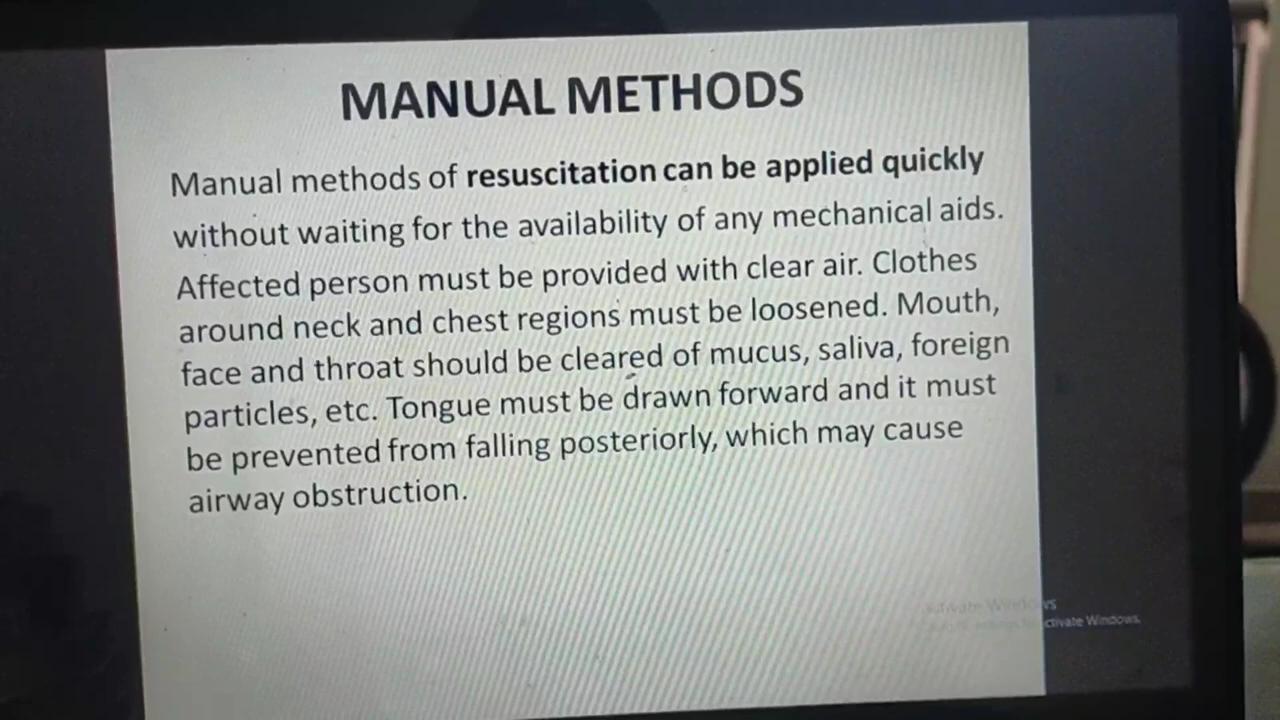 MANUAL METHODS
Manual methods of resuscitation can be applied quickly
without waiting for the availability of any mechanical aids.
Affected person must be provided with clear air. Clothes
around neck and chest regions must be loosened. Mouth,
face and throat should be cleared of mucus, saliva, foreign
particles, etc. Tongue must be drawn forward and it must
be prevented from falling posteriorly, which may cause
airway obstruction.
Activate Windows
to activate Windows.